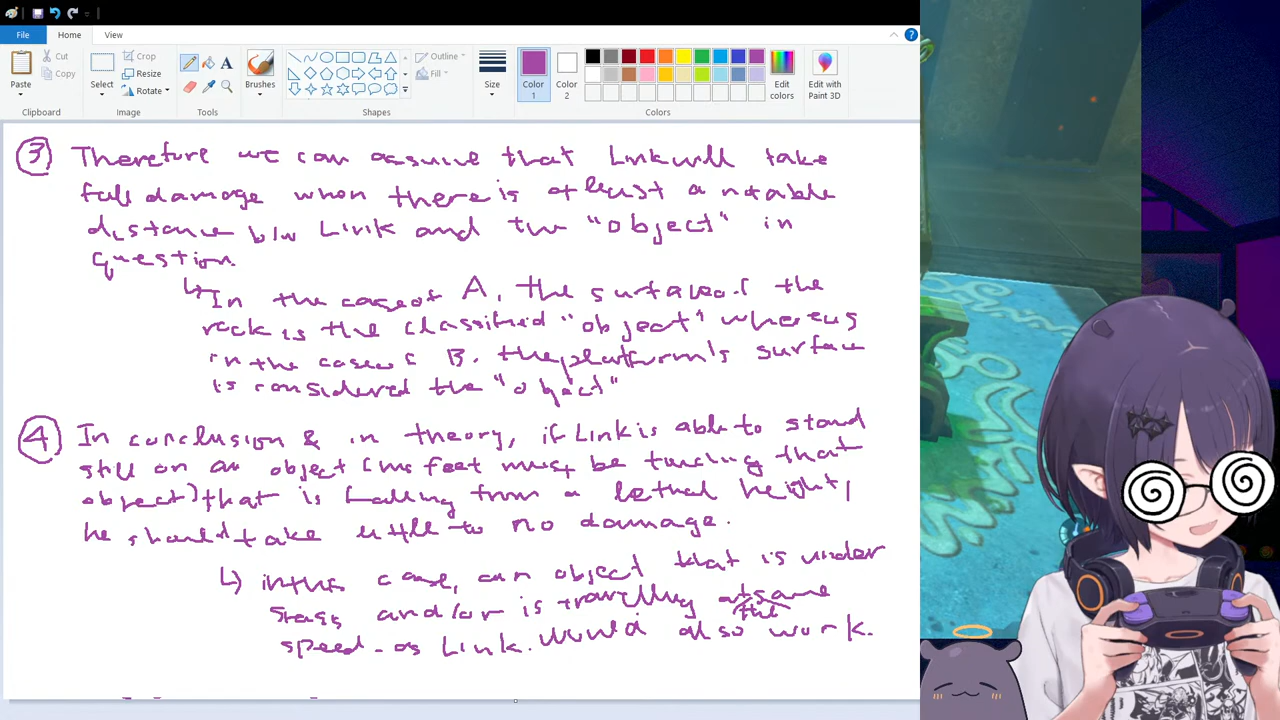 File Home View
Paste
Cut
Copy
Clipboard
Select
Crop
Resize
Rotate
Image
A
Tools
Brushes
Outline
Fill
Shapes
Size
Color 1
Color 2
Edit colors
Colors
Edit with Paint 3D
③ Therefore we can assume that Link will take
fall damage when there is at least a notable
distance b/w Link and the "object" in
question.
↳ In the case of A, the surface of the
rock is the classified "object" whereas
in the case of B. the platform's surface
is considered the "object"
④ In conclusion & in theory, if Link is able to stand
still on an object (his feet must be touching that
object) that is falling from a lethal height,
he should take little to no damage.
↳ in this case, an object that is under
stasis and/or is travelling at the same
speed as Link would also work.